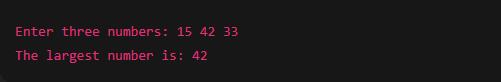 Enter three numbers: 15 42 33
The largest number is: 42